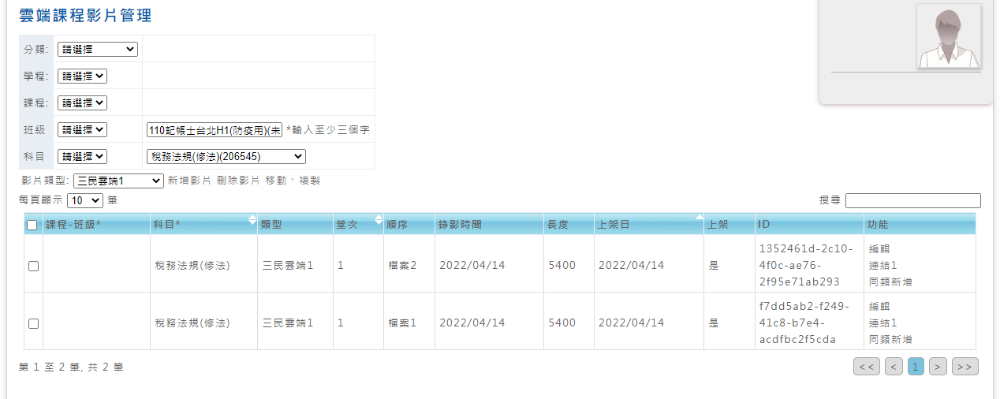 雲端課程影片管理
分類: 請選擇
學程: 請選擇
課程: 請選擇
班級 請選擇 110記帳士台北H1(防疫用)(未 *輸入至少三個字
科目 請選擇 稅務法規(修法)(206545)
影片類型: 三民雲端1 新增影片 刪除影片 移動、複製
每頁顯示 10 筆 搜尋
課程-班級* 科目* 類型 堂次 順序 錄影時間 長度 上架日 上架 ID 功能
稅務法規(修法) 三民雲端1 1 檔案2 2022/04/14 5400 2022/04/14 是 1352461d-2c10-4f0c-ae76-2f95e71ab293 編輯 連結1 同類新增
稅務法規(修法) 三民雲端1 1 檔案1 2022/04/14 5400 2022/04/14 是 f7dd5ab2-f249-41c8-b7e4-acdfbc2f5cda 編輯 連結1 同類新增
第 1 至 2 筆, 共 2 筆 << < 1 > >>